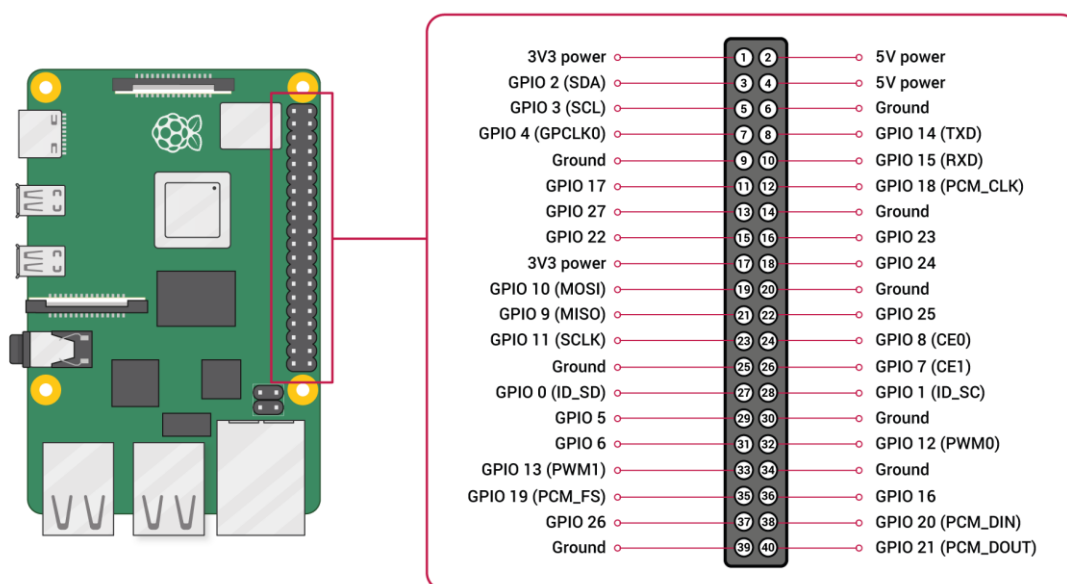 3V3 power 1 2 5V power
GPIO 2 (SDA) 3 4 5V power
GPIO 3 (SCL) 5 6 Ground
GPIO 4 (GPCLK0) 7 8 GPIO 14 (TXD)
Ground 9 10 GPIO 15 (RXD)
GPIO 17 11 12 GPIO 18 (PCM_CLK)
GPIO 27 13 14 Ground
GPIO 22 15 16 GPIO 23
3V3 power 17 18 GPIO 24
GPIO 10 (MOSI) 19 20 Ground
GPIO 9 (MISO) 21 22 GPIO 25
GPIO 11 (SCLK) 23 24 GPIO 8 (CE0)
Ground 25 26 GPIO 7 (CE1)
GPIO 0 (ID_SD) 27 28 GPIO 1 (ID_SC)
GPIO 5 29 30 Ground
GPIO 6 31 32 GPIO 12 (PWM0)
GPIO 13 (PWM1) 33 34 Ground
GPIO 19 (PCM_FS) 35 36 GPIO 16
GPIO 26 37 38 GPIO 20 (PCM_DIN)
Ground 39 40 GPIO 21 (PCM_DOUT)